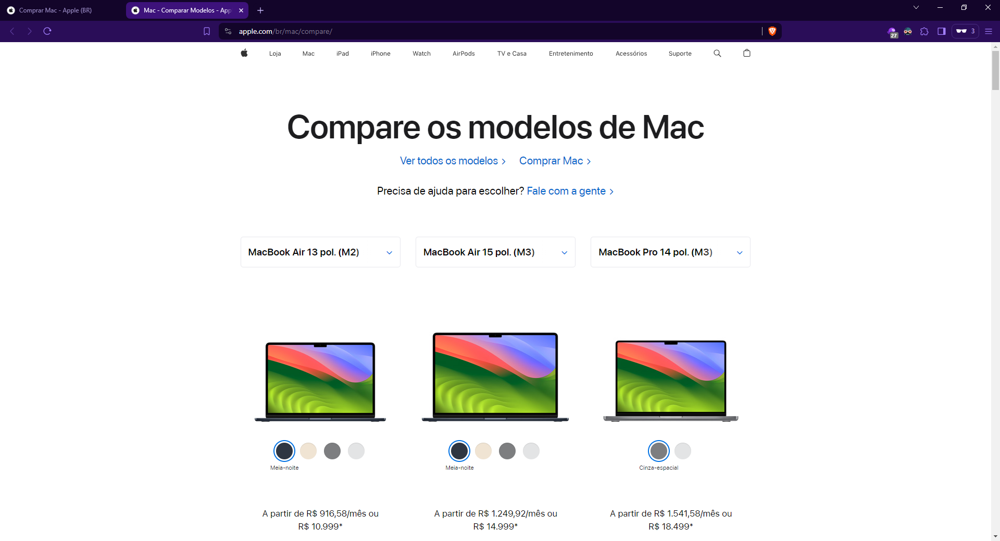 Comprar Mac - Apple (BR)
Mac - Comparar Modelos - App
apple.com/br/mac/compare/
27
3
Loja
Mac
iPad
iPhone
Watch
AirPods
TV e Casa
Entretenimento
Acessórios
Suporte
Compare os modelos de Mac
Ver todos os modelos >
Comprar Mac >
Precisa de ajuda para escolher? Fale com a gente >
MacBook Air 13 pol. (M2)
MacBook Air 15 pol. (M3)
MacBook Pro 14 pol. (M3)
Meia-noite
Meia-noite
Cinza-espacial
A partir de R$ 916,58/mês ou
R$ 10.999*
A partir de R$ 1.249,92/mês ou
R$ 14.999*
A partir de R$ 1.541,58/mês ou
R$ 18.499*